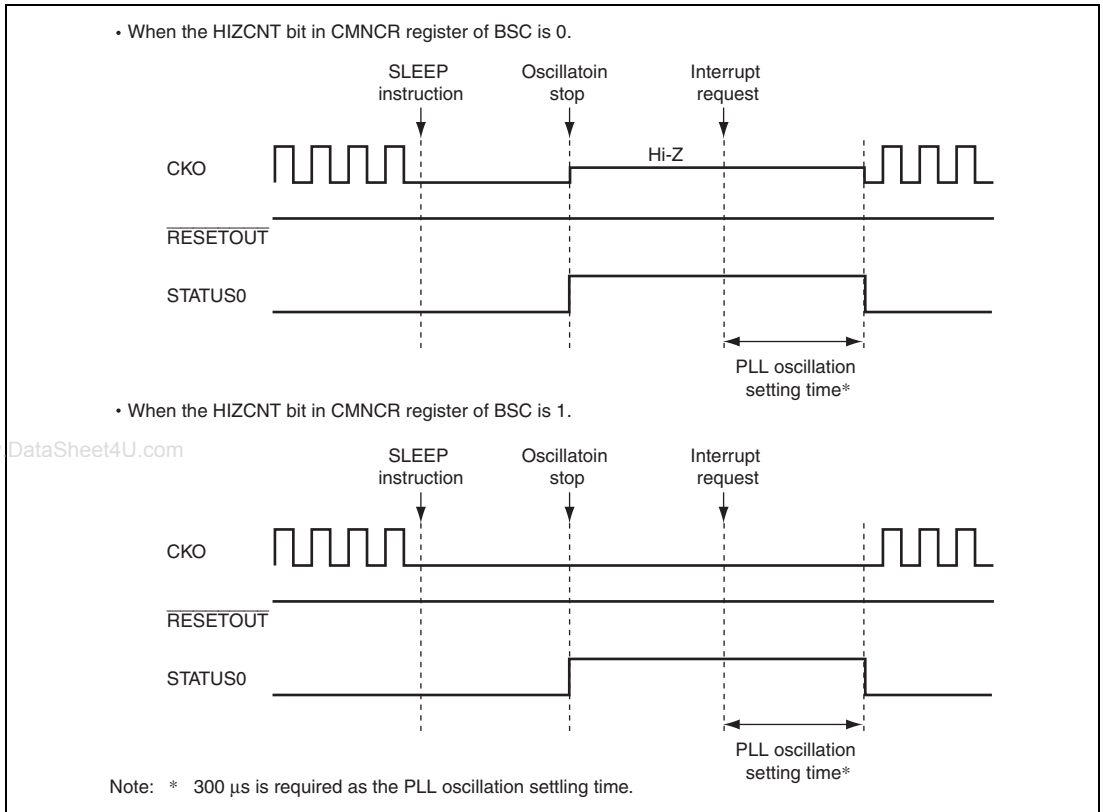 • When the HIZCNT bit in CMNCR register of BSC is 0.
SLEEP
instruction
Oscillatoin
stop
Interrupt
request
CKO
Hi-Z
RESETOUT
STATUS0
PLL oscillation
setting time*
• When the HIZCNT bit in CMNCR register of BSC is 1.
DataSheet4U.com
SLEEP
instruction
Oscillatoin
stop
Interrupt
request
CKO
RESETOUT
STATUS0
PLL oscillation
setting time*
Note: * 300 μs is required as the PLL oscillation settling time.